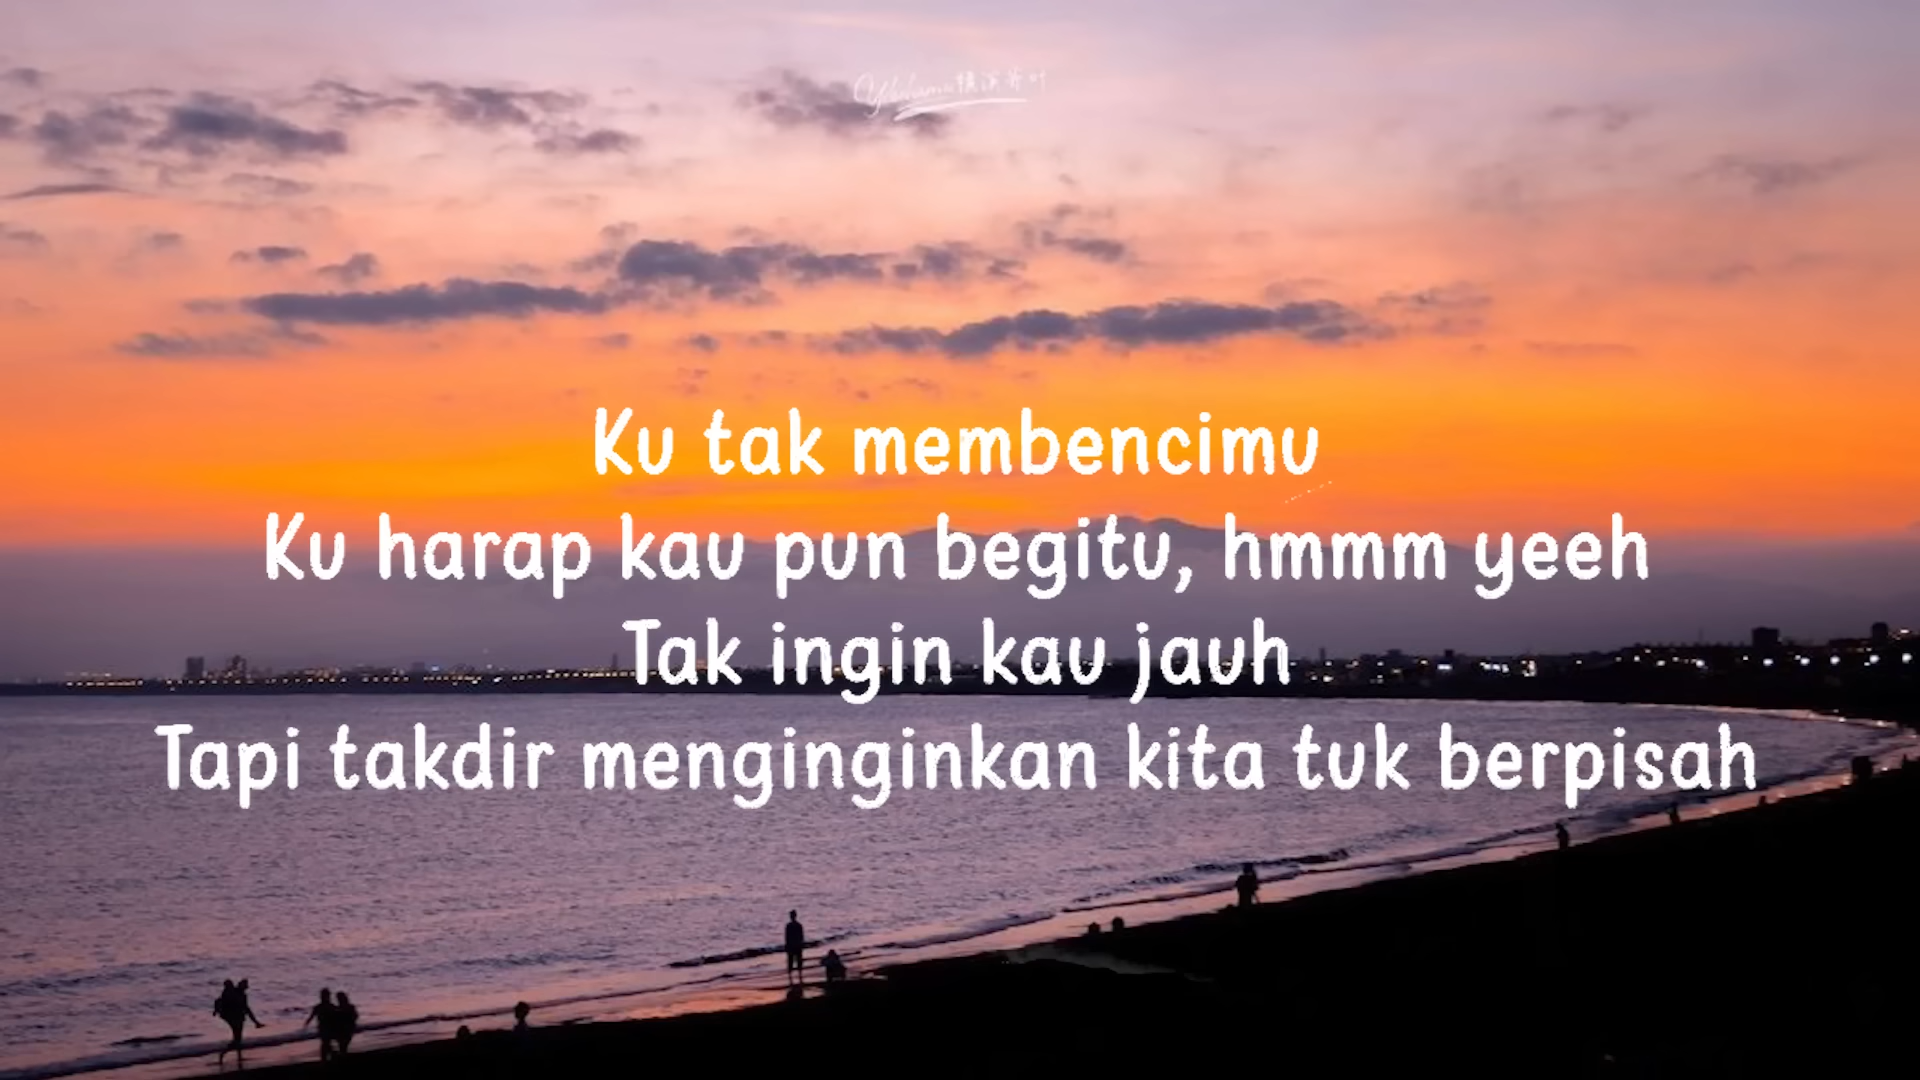 Ku tak membencimu
Ku harap kau pun begitu, hmmm yeeh
Tak ingin kau jauh
Tapi takdir menginginkan kita tuk berpisah